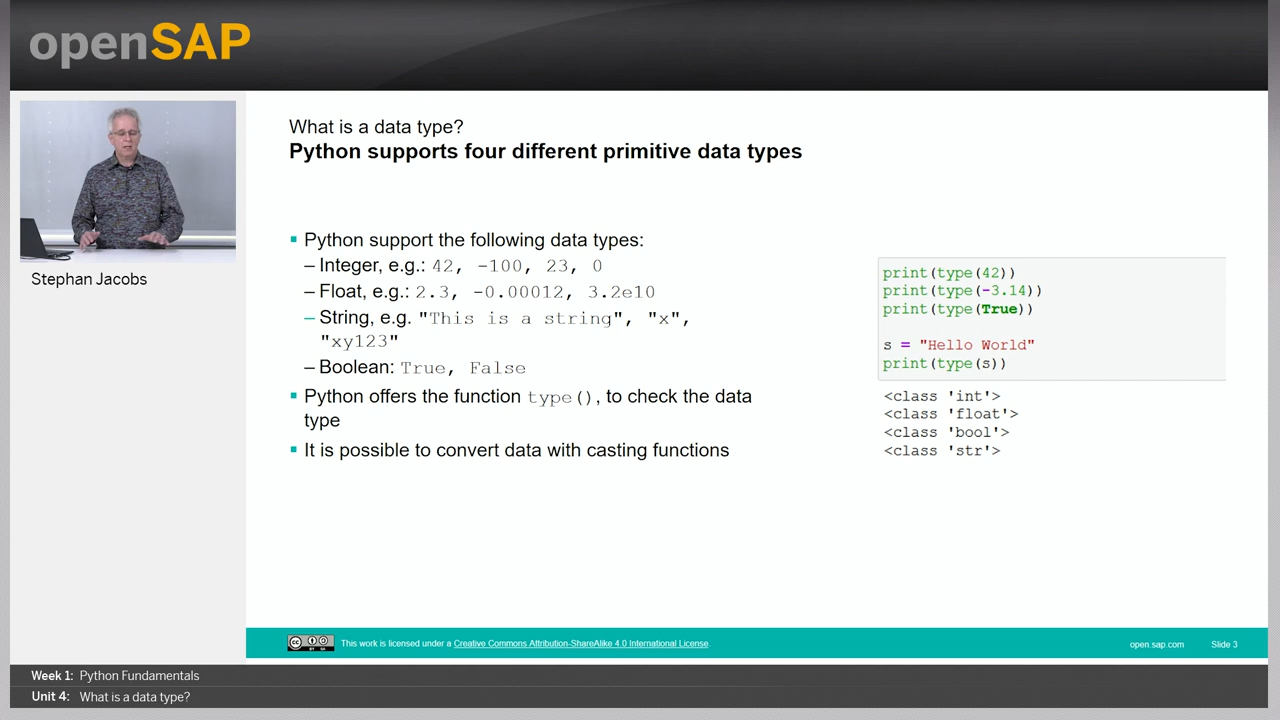 openSAP
Stephan Jacobs
What is a data type?
Python supports four different primitive data types
▪ Python support the following data types:
– Integer, e.g.: 42, -100, 23, 0
– Float, e.g.: 2.3, -0.00012, 3.2e10
– String, e.g. "This is a string", "x",
"xy123"
– Boolean: True, False
▪ Python offers the function type(), to check the data
type
▪ It is possible to convert data with casting functions
print(type(42))
print(type(-3.14))
print(type(True))
s = "Hello World"
print(type(s))
<class 'int'>
<class 'float'>
<class 'bool'>
<class 'str'>
cc BY SA This work is licensed under a Creative Commons Attribution-ShareAlike 4.0 International License.
open.sap.com Slide 3
Week 1: Python Fundamentals
Unit 4: What is a data type?